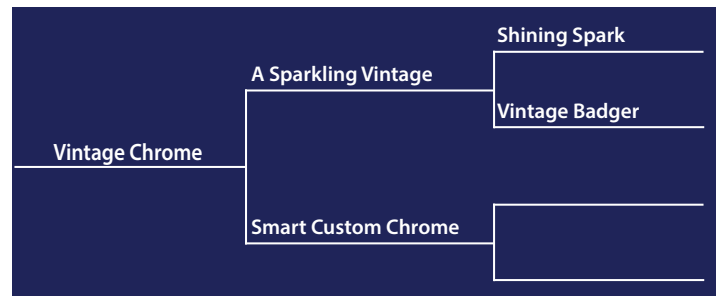 Shining Spark
A Sparkling Vintage
Vintage Badger
Vintage Chrome
Smart Custom Chrome